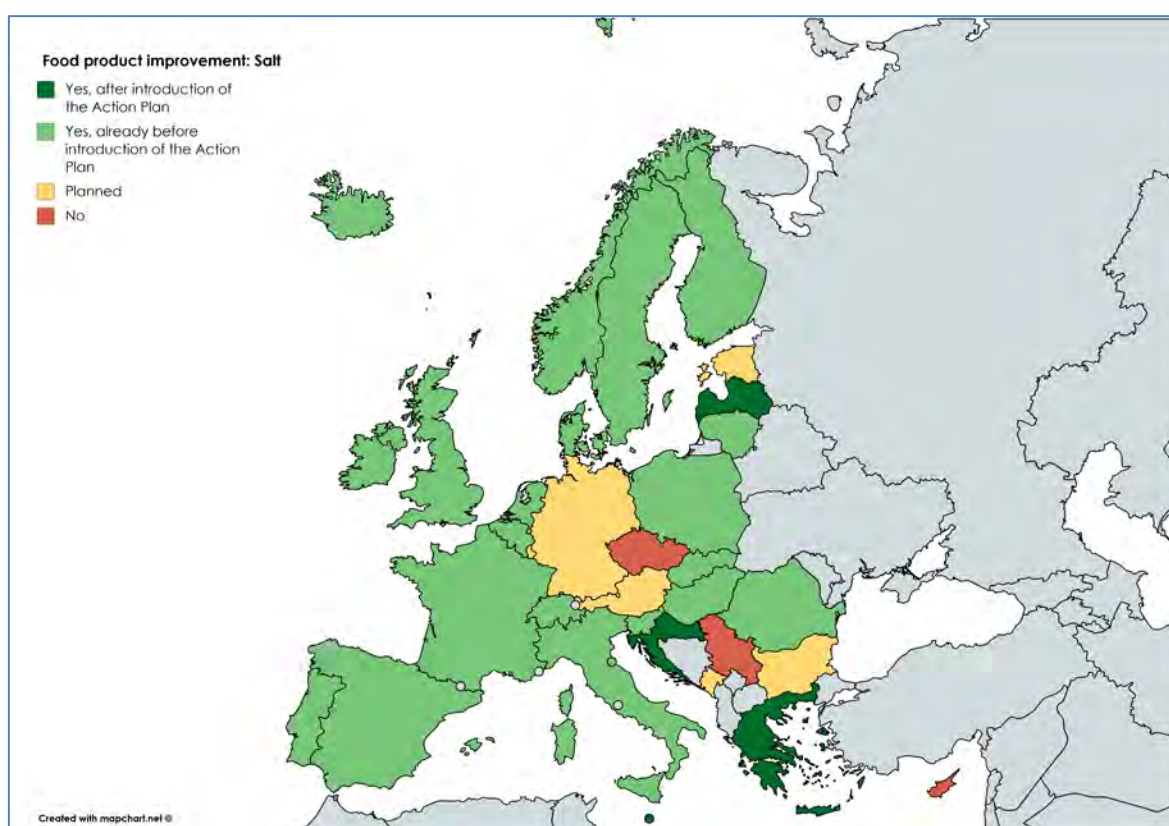 Food product improvement: Salt
Yes, after introduction of
the Action Plan
Yes, already before
introduction of the Action
Plan
Planned
No
Created with mapchart.net ©